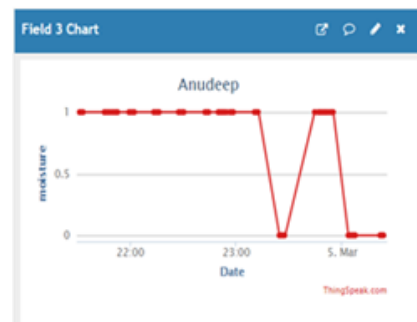 Field 3 Chart
Anudeep
moisture
1
0.5
0
22:00
23:00
5. Mar
Date
ThingSpeak.com